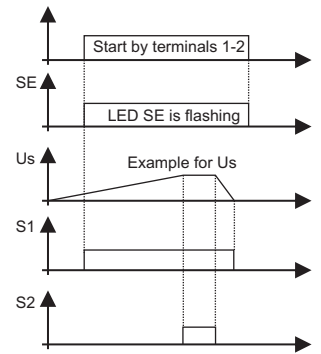 Start by terminals 1-2
SE
LED SE is flashing
Us
Example for Us
S1
S2